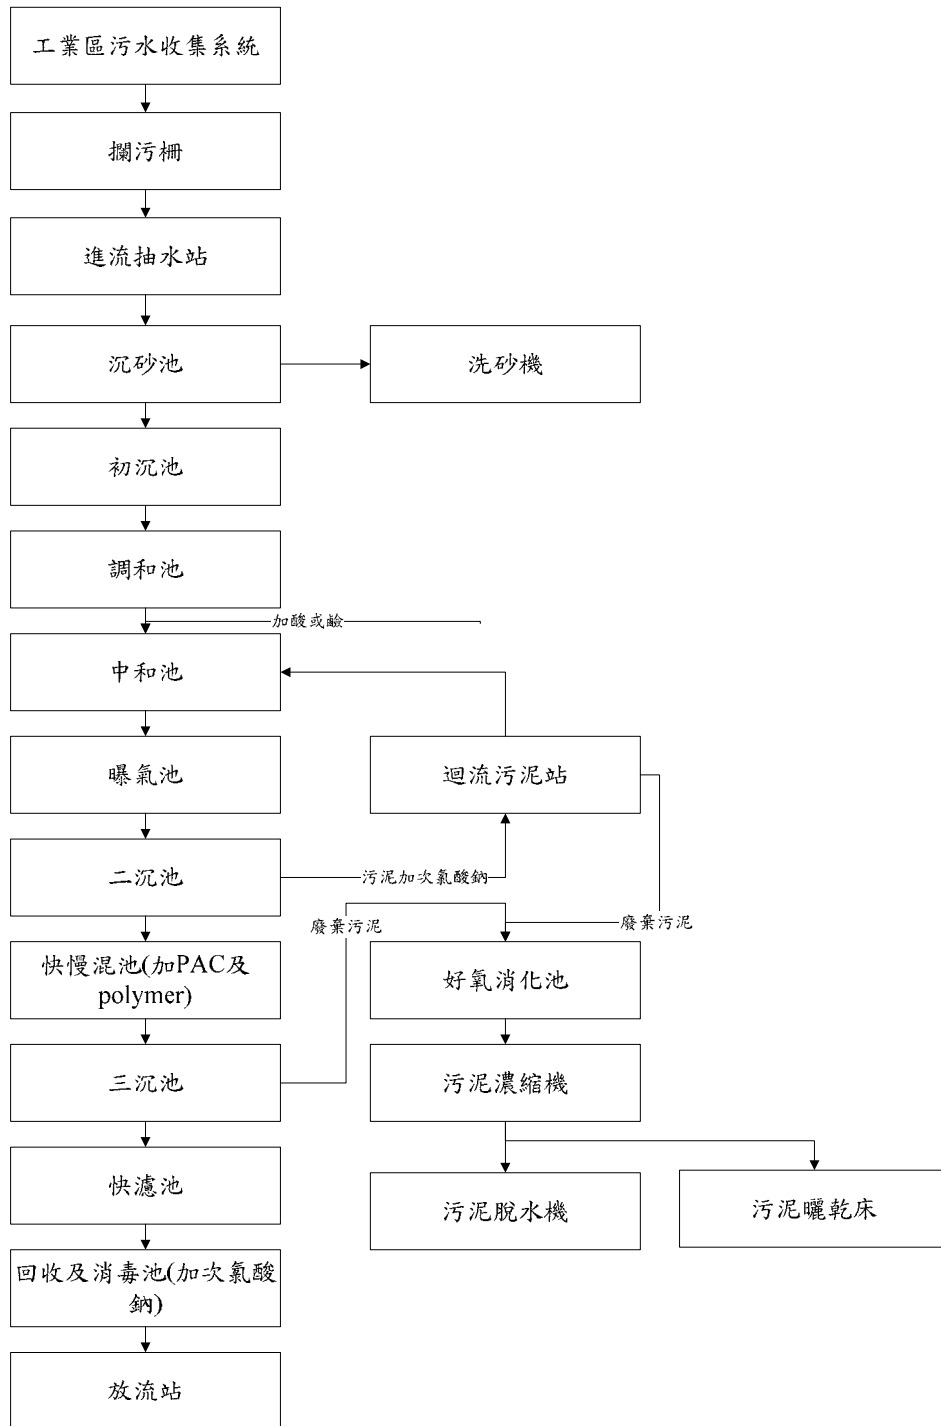 工業區污水收集系統
攔污柵
進流抽水站
沉砂池
洗砂機
初沉池
調和池
加酸或鹼
中和池
曝氣池
迴流污泥站
二沉池
污泥加次氯酸鈉
廢棄污泥
廢棄污泥
快慢混池(加PAC及
polymer)
好氧消化池
三沉池
污泥濃縮機
快濾池
污泥脫水機
污泥曬乾床
回收及消毒池(加次氯酸
鈉)
放流站